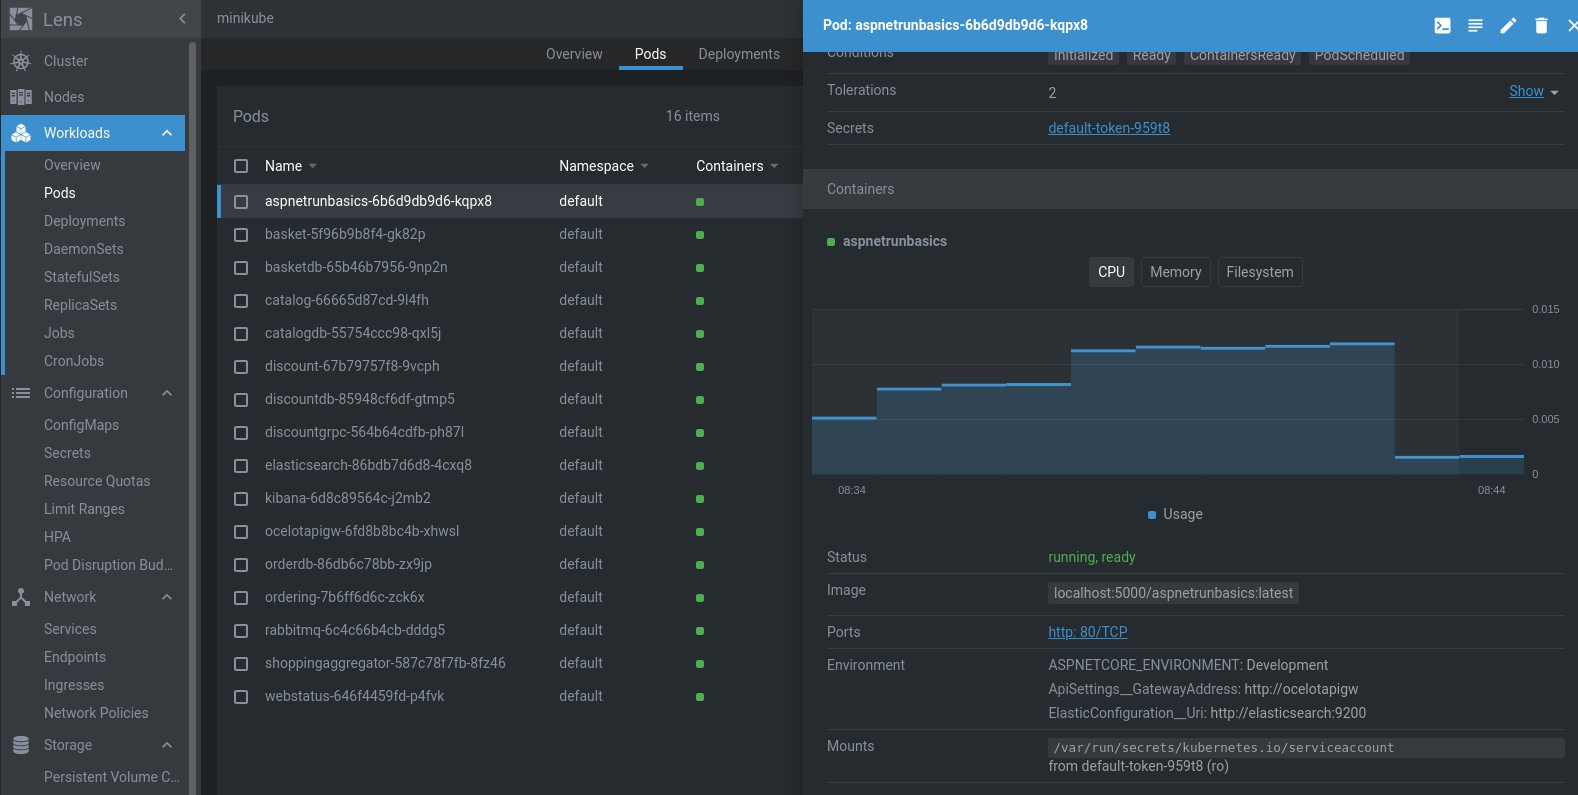 Lens
Cluster
Nodes
Workloads
Overview
Pods
Deployments
DaemonSets
StatefulSets
ReplicaSets
Jobs
CronJobs
Configuration
ConfigMaps
Secrets
Resource Quotas
Limit Ranges
HPA
Pod Disruption Bud...
Network
Services
Endpoints
Ingresses
Network Policies
Storage
Persistent Volume C...
minikube
Overview Pods Deployments
Pods 16 items
Name Namespace Containers
aspnetrunbasics-6b6d9db9d6-kqpx8 default
basket-5f96b9b8f4-gk82p default
basketdb-65b46b7956-9np2n default
catalog-66665d87cd-9l4fh default
catalogdb-55754ccc98-qxl5j default
discount-67b79757f8-9vcph default
discountdb-85948cf6df-gtmp5 default
discountgrpc-564b64cdfb-ph87l default
elasticsearch-86bdb7d6d8-4cxq8 default
kibana-6d8c89564c-j2mb2 default
ocelotapigw-6fd8b8bc4b-xhwsl default
orderdb-86db6c78bb-zx9jp default
ordering-7b6ff6d6c-zck6x default
rabbitmq-6c4c66b4cb-dddg5 default
shoppingaggregator-587c78f7fb-8fz46 default
webstatus-646f4459fd-p4fvk default
Pod: aspnetrunbasics-6b6d9db9d6-kqpx8
Conditions Initialized Ready ContainersReady PodScheduled
Tolerations 2 Show
Secrets default-token-959t8
Containers
aspnetrunbasics
CPU Memory Filesystem
0.015
0.010
0.005
0
08:34 08:44
Usage
Status running, ready
Image localhost:5000/aspnetrunbasics:latest
Ports http: 80/TCP
Environment ASPNETCORE_ENVIRONMENT: Development
ApiSettings__GatewayAddress: http://ocelotapigw
ElasticConfiguration__Uri: http://elasticsearch:9200
Mounts /var/run/secrets/kubernetes.io/serviceaccount
from default-token-959t8 (ro)